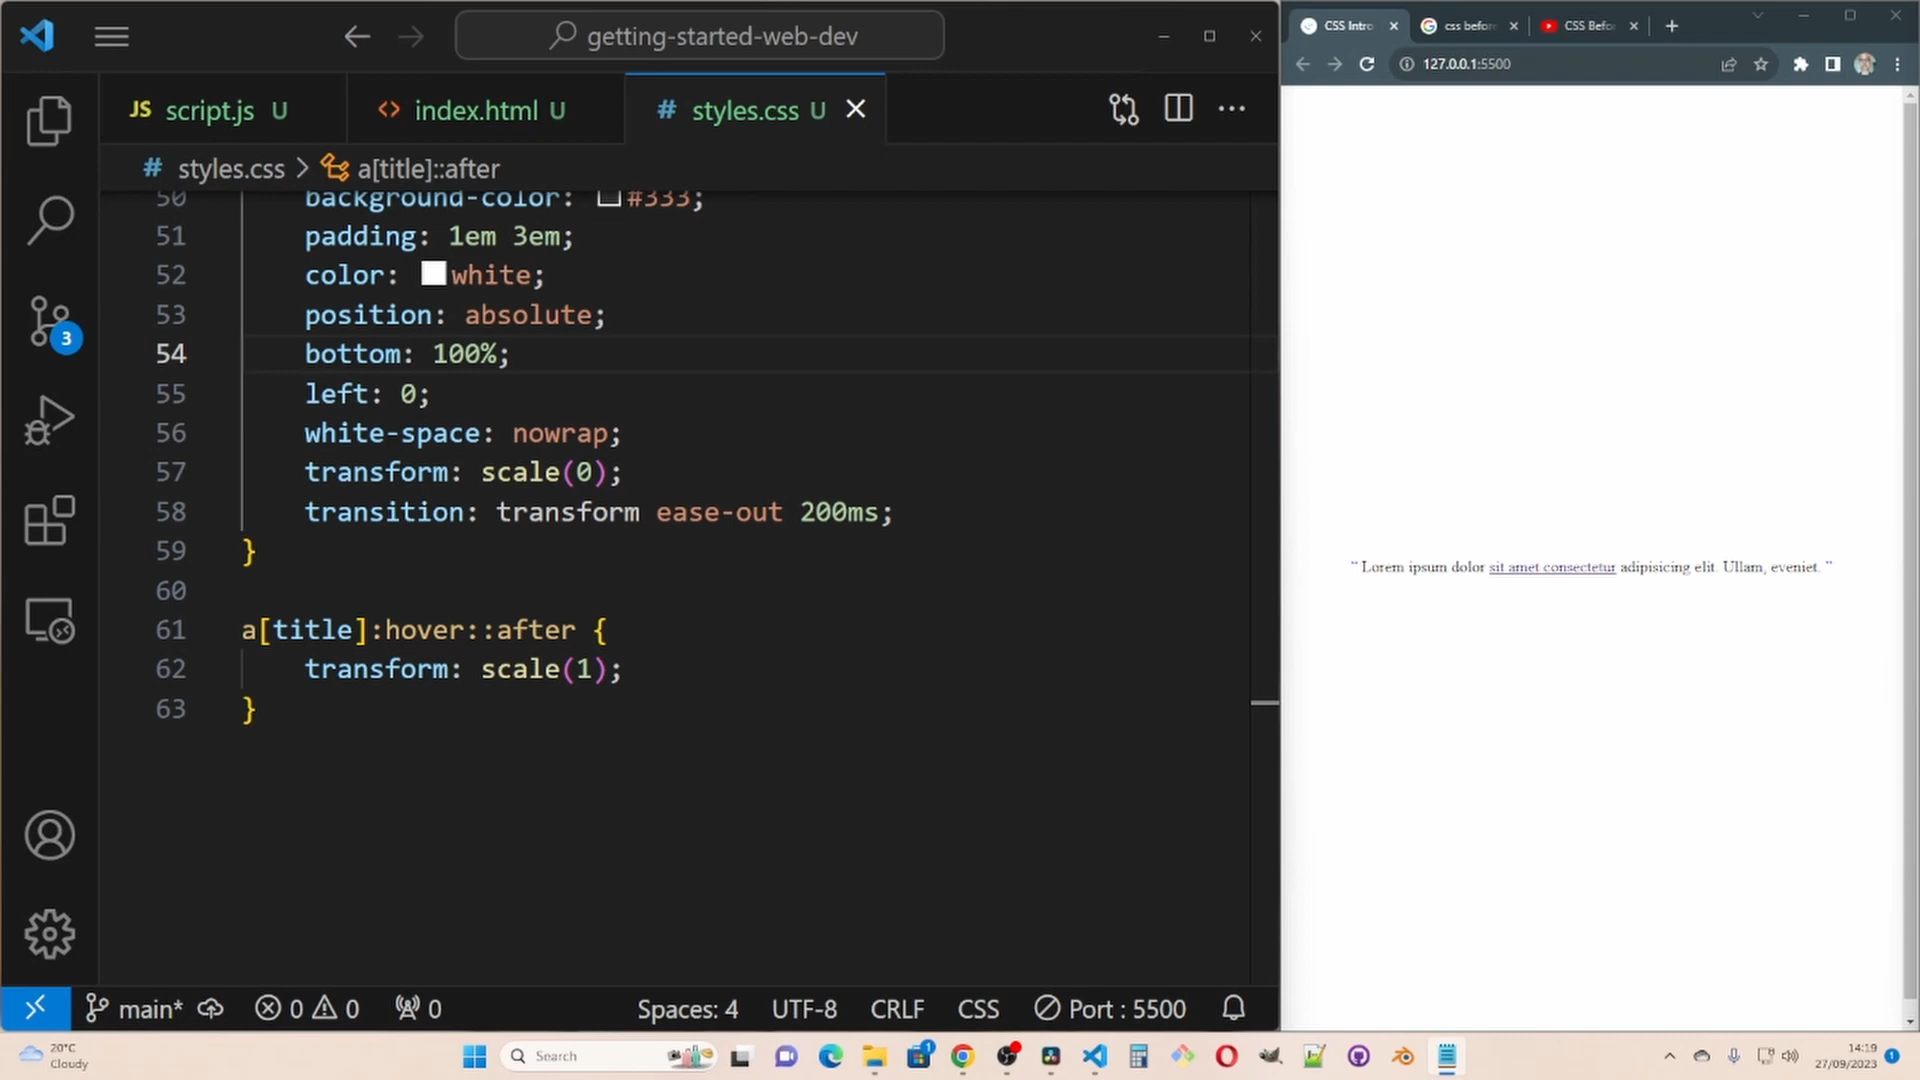 getting-started-web-dev
JS script.js U
<> index.html U
# styles.css U
# styles.css > a[title]::after
50 background-color: #333;
51 padding: 1em 3em;
52 color: white;
53 position: absolute;
54 bottom: 100%;
55 left: 0;
56 white-space: nowrap;
57 transform: scale(0);
58 transition: transform ease-out 200ms;
59 }
60
61 a[title]:hover::after {
62 transform: scale(1);
63 }
3
main* 0 0 0
Spaces: 4 UTF-8 CRLF CSS Port : 5500
CSS Intro
css before
CSS Befo
127.0.0.1:5500
" Lorem ipsum dolor sit amet consectetur adipisicing elit. Ullam, eveniet. "
20°C
Cloudy
Search
1
14:19
27/09/2023
1